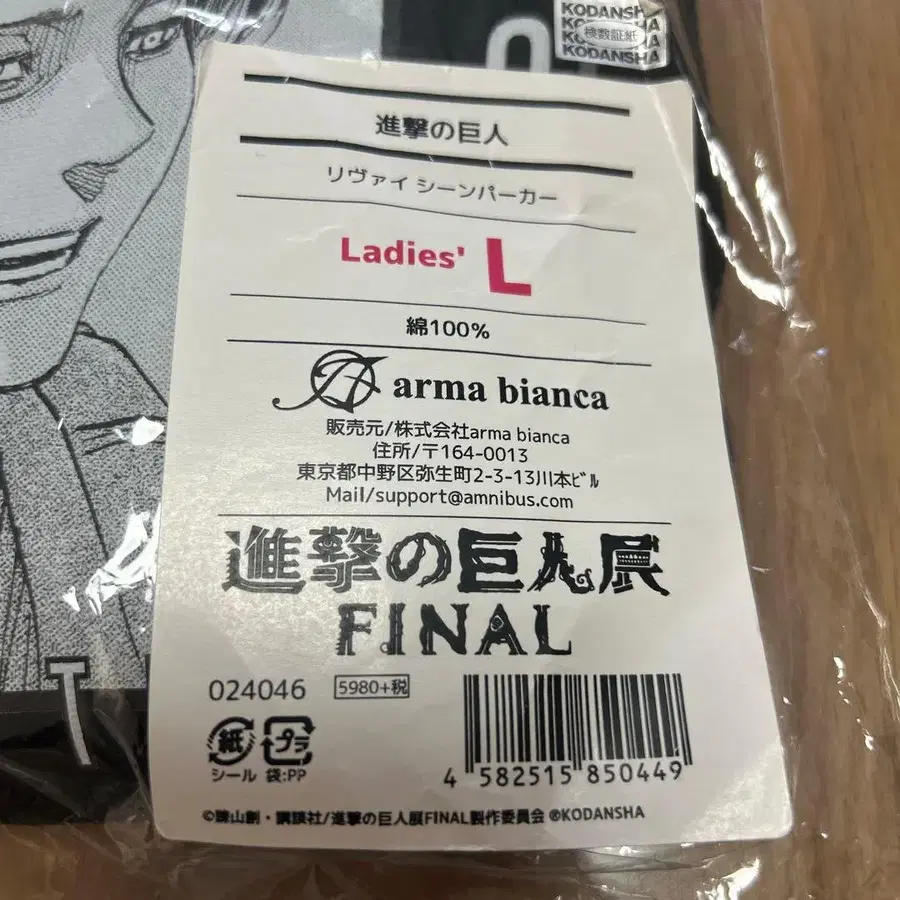 KODANSHA
検数証紙
KODANSHA
進撃の巨人
リヴァイ シーンパーカー
Ladies' L
綿100%
arma bianca
販売元/株式会社arma bianca
住所/〒164-0013
東京都中野区弥生町2-3-13川本ﾋﾞﾙ
Mail/support@amnibus.com
進撃の巨人展
FINAL
024046 5980+税
紙 プラ
シール 袋:PP
4 582515 850449
©諫山創・講談社/進撃の巨人展FINAL製作委員会 ®KODANSHA
T